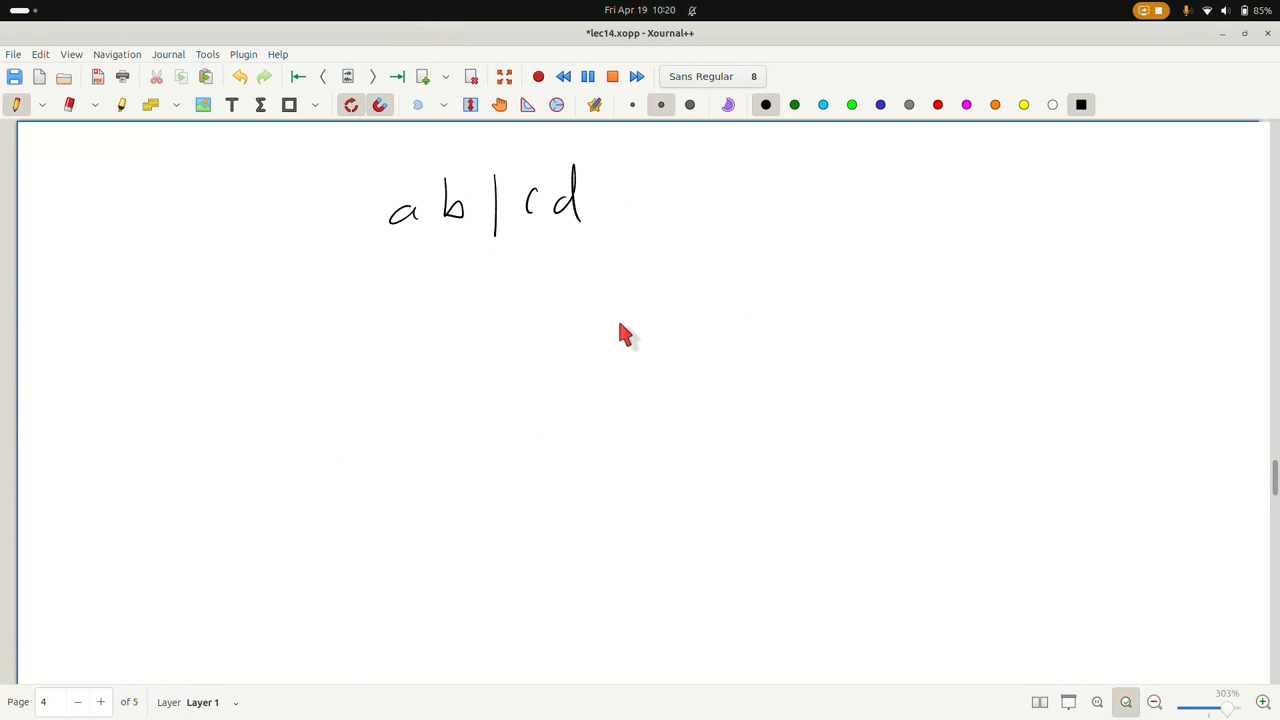 Fri Apr 19 10:20
85%
*lec14.xopp - Xournal++
File Edit View Navigation Journal Tools Plugin Help
Sans Regular 8
a b | c d
Page 4 of 5 Layer Layer 1
303%